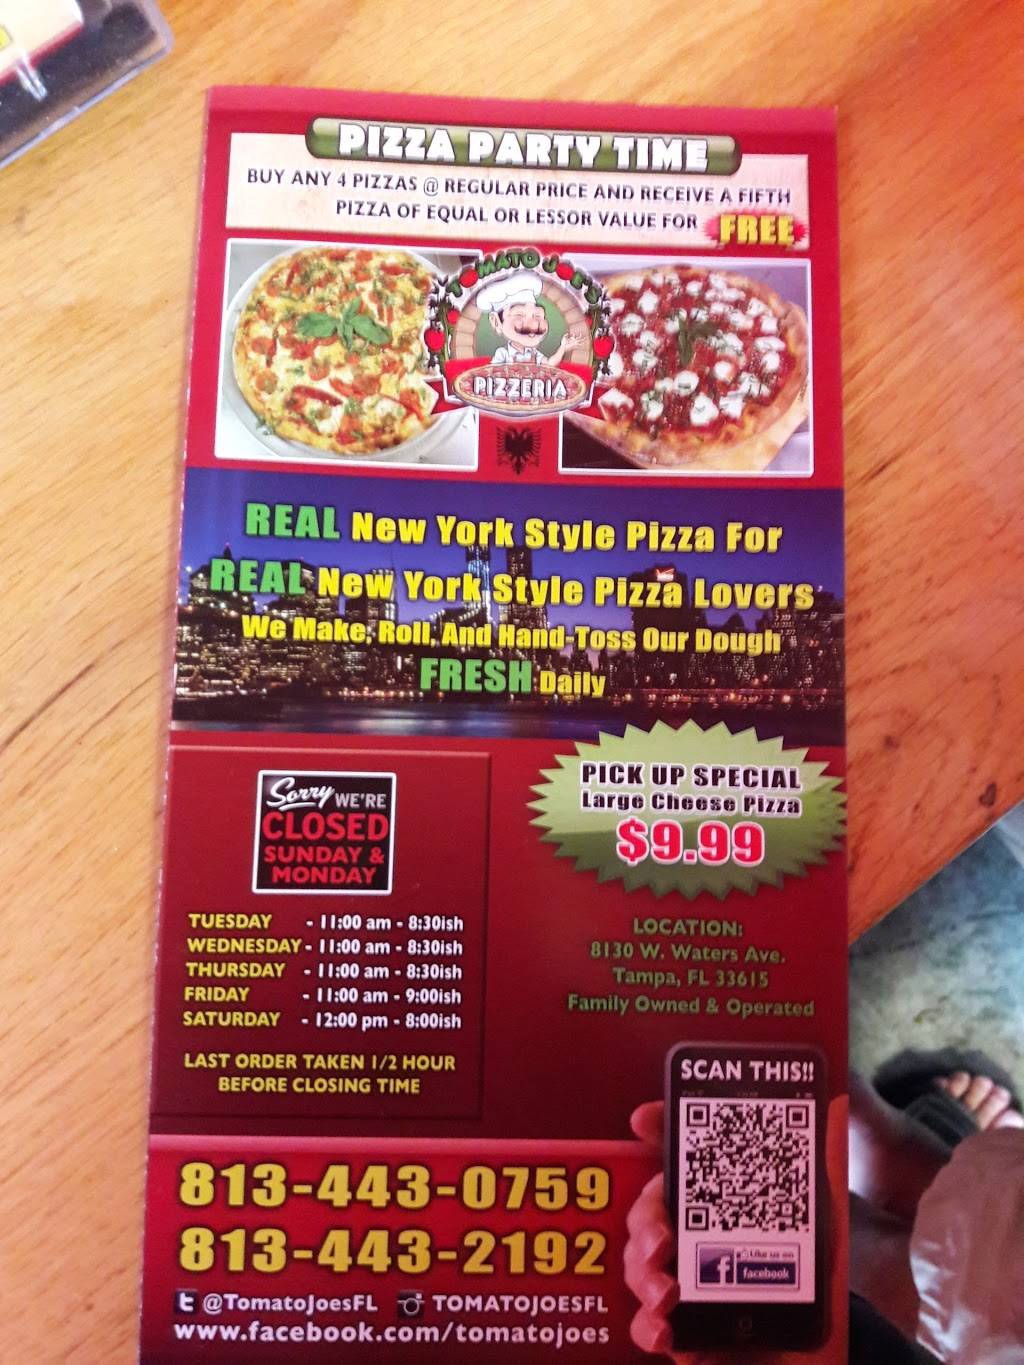 PIZZA PARTY TIME
BUY ANY 4 PIZZAS @ REGULAR PRICE AND RECEIVE A FIFTH
PIZZA OF EQUAL OR LESSOR VALUE FOR FREE
TOMATO JOE'S
PIZZERIA
REAL New York Style Pizza For
REAL New York Style Pizza Lovers
We Make, Roll, And Hand-Toss Our Dough
FRESH Daily
PICK UP SPECIAL
Large Cheese Pizza
$9.99
Sorry WE'RE
CLOSED
SUNDAY &
MONDAY
TUESDAY - 11:00 am - 8:30ish
WEDNESDAY - 11:00 am - 8:30ish
THURSDAY - 11:00 am - 8:30ish
FRIDAY - 11:00 am - 9:00ish
SATURDAY - 12:00 pm - 8:00ish
LAST ORDER TAKEN 1/2 HOUR
BEFORE CLOSING TIME
LOCATION:
8130 W. Waters Ave.
Tampa, FL 33615
Family Owned & Operated
SCAN THIS!!
Like us on
facebook
813-443-0759
813-443-2192
@TomatoJoesFL TOMATOJOESFL
www.facebook.com/tomatojoes